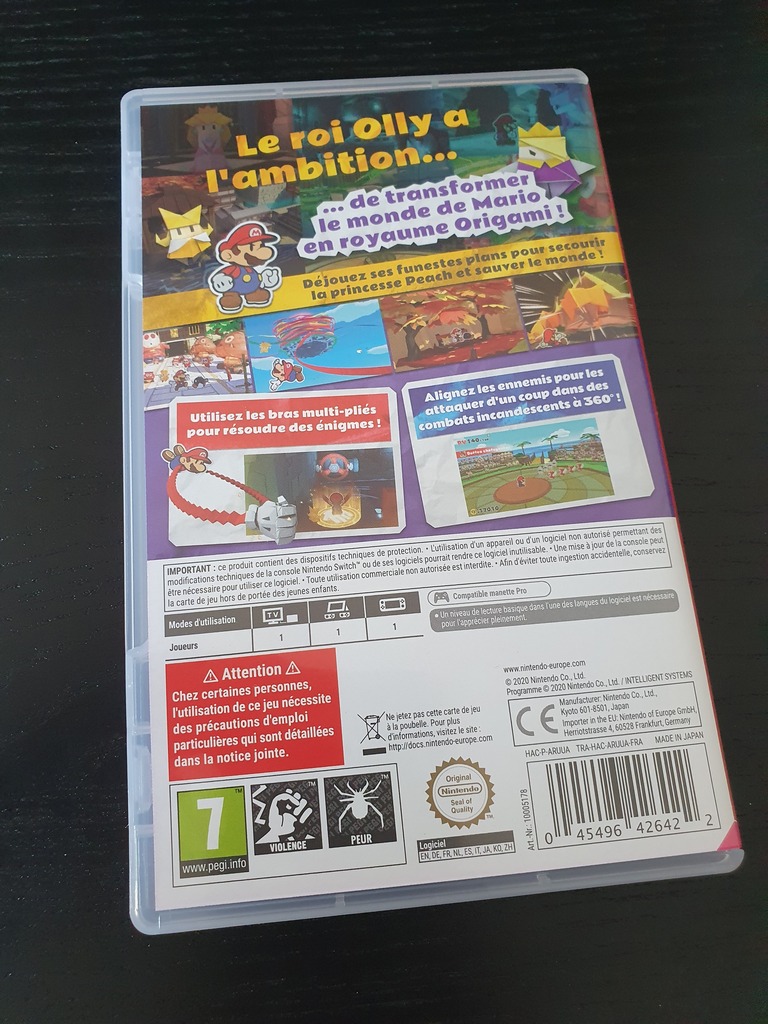 Le roi Olly a
l'ambition...
... de transformer
le monde de Mario
en royaume Origami !
Déjouez ses funestes plans pour secourir
la princesse Peach et sauver le monde !
Utilisez les bras multi-pliés
pour résoudre des énigmes !
Alignez les ennemis pour les
attaquer d'un coup dans des
combats incandescents à 360° !
IMPORTANT : ce produit contient des dispositifs techniques de protection. • L'utilisation d'un appareil ou d'un logiciel non autorisé permettant des
modifications techniques de la console Nintendo Switch™ ou de ses logiciels pourrait rendre ce logiciel inutilisable. • Une mise à jour de la console peut
être nécessaire pour utiliser ce logiciel. • Toute utilisation commerciale non autorisée est interdite. • Afin d'éviter toute ingestion accidentelle, conservez
la carte de jeu hors de portée des jeunes enfants.
Modes d'utilisation
TV
Joueurs 1 1 1
Compatible manette Pro
• Un niveau de lecture basique dans l'une des langues du logiciel est nécessaire
pour l'apprécier pleinement.
Attention
Chez certaines personnes,
l'utilisation de ce jeu nécessite
des précautions d'emploi
particulières qui sont détaillées
dans la notice jointe.
Ne jetez pas cette carte de jeu
à la poubelle. Pour plus
d'informations, visitez le site :
http://docs.nintendo-europe.com
www.nintendo-europe.com
© 2020 Nintendo Co., Ltd.
Programme © 2020 Nintendo Co., Ltd. / INTELLIGENT SYSTEMS
CE
Manufacturer: Nintendo Co., Ltd.,
Kyoto 601-8501, Japan
Importer in the EU: Nintendo of Europe GmbH,
Herriotstrasse 4, 60528 Frankfurt, Germany
HAC-P-ARUUA TRA-HAC-ARUUA-FRA MADE IN JAPAN
7
www.pegi.info
VIOLENCE
PEUR
Original
Nintendo
Seal of
Quality
Logiciel
EN, DE, FR, NL, ES, IT, JA, KO, ZH
Art.-Nr.: 10005178
0 45496 42642 2